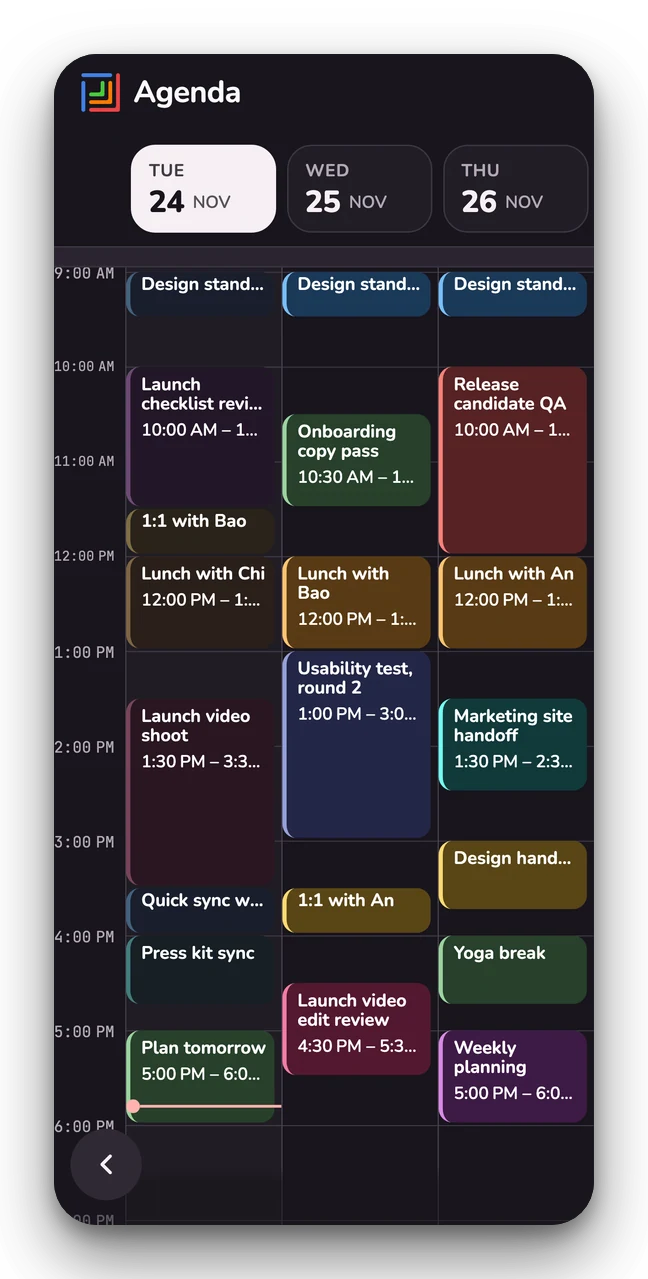 Agenda
TUE
24 NOV
WED
25 NOV
THU
26 NOV
9:00 AM
10:00 AM
11:00 AM
12:00 PM
1:00 PM
2:00 PM
3:00 PM
4:00 PM
5:00 PM
6:00 PM
Design stand...
Launch
checklist revi...
10:00 AM – 1...
1:1 with Bao
Lunch with Chi
12:00 PM – 1:...
Launch video
shoot
1:30 PM – 3:3...
Quick sync w...
Press kit sync
Plan tomorrow
5:00 PM – 6:0...
Design stand...
Onboarding
copy pass
10:30 AM – 1...
Lunch with
Bao
12:00 PM – 1:...
Usability test,
round 2
1:00 PM – 3:0...
1:1 with An
Launch video
edit review
4:30 PM – 5:3...
Design stand...
Release
candidate QA
10:00 AM – 1...
Lunch with An
12:00 PM – 1:...
Marketing site
handoff
1:30 PM – 2:3...
Design hand...
Yoga break
Weekly
planning
5:00 PM – 6:0...